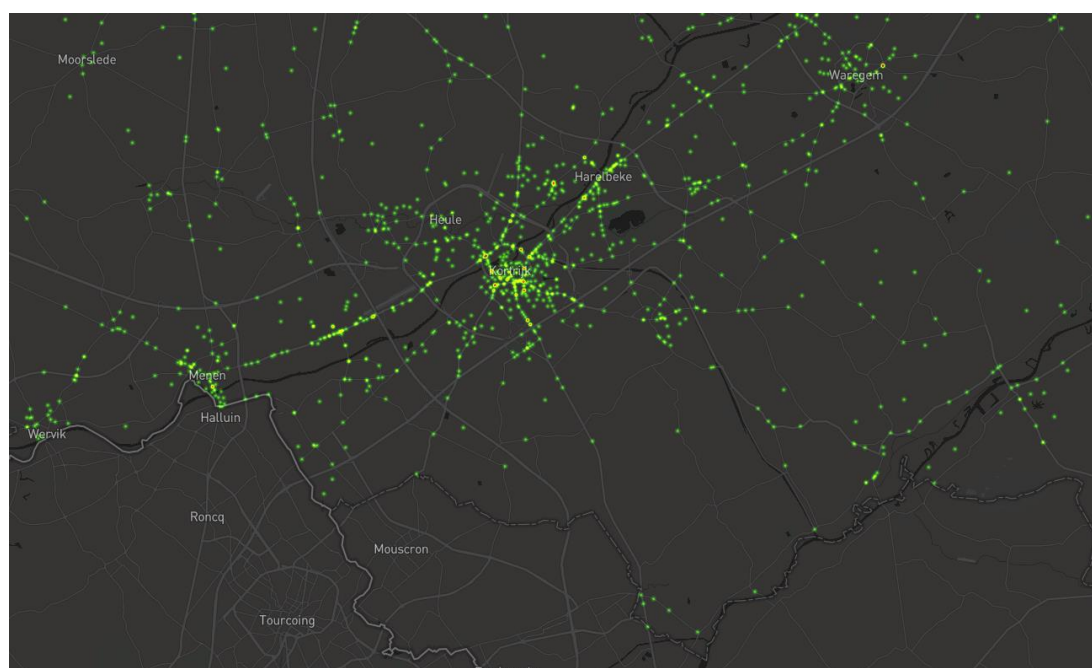 Moorslede
Waregem
Harelbeke
Heule
Kortrijk
Menen
Halluin
Wervik
Roncq
Mouscron
Tourcoing